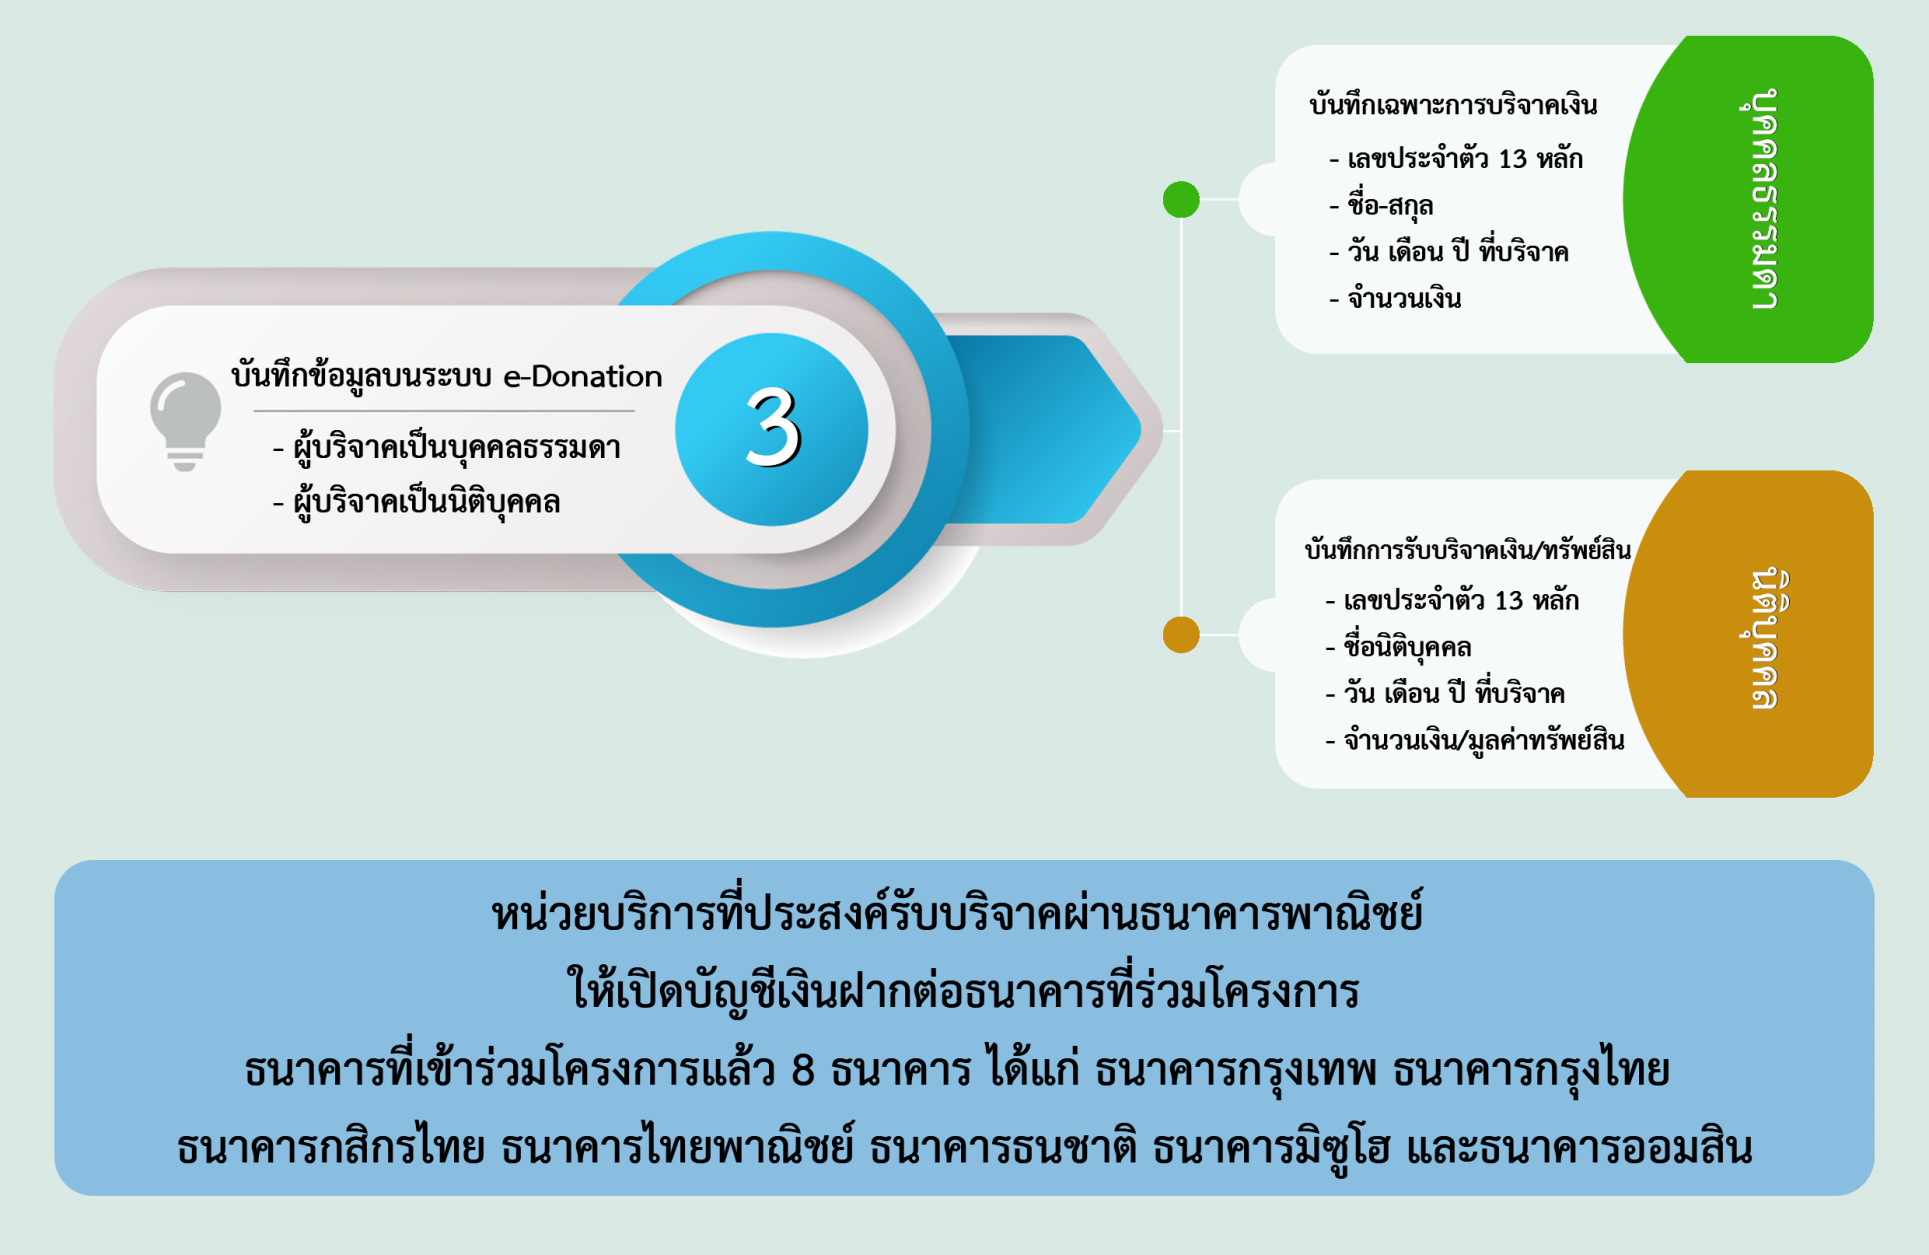 บันทึกข้อมูลบนระบบ e-Donation
- ผู้บริจาคเป็นบุคคลธรรมดา
- ผู้บริจาคเป็นนิติบุคคล
3
บันทึกเฉพาะการบริจาคเงิน
- เลขประจำตัว 13 หลัก
- ชื่อ-สกุล
- วัน เดือน ปี ที่บริจาค
- จำนวนเงิน
บุคคลธรรมดา
บันทึกการรับบริจาคเงิน/ทรัพย์สิน
- เลขประจำตัว 13 หลัก
- ชื่อนิติบุคคล
- วัน เดือน ปี ที่บริจาค
- จำนวนเงิน/มูลค่าทรัพย์สิน
นิติบุคคล
หน่วยบริการที่ประสงค์รับบริจาคผ่านธนาคารพาณิชย์
ให้เปิดบัญชีเงินฝากต่อธนาคารที่ร่วมโครงการ
ธนาคารที่เข้าร่วมโครงการแล้ว 8 ธนาคาร ได้แก่ ธนาคารกรุงเทพ ธนาคารกรุงไทย
ธนาคารกสิกรไทย ธนาคารไทยพาณิชย์ ธนาคารธนชาติ ธนาคารมิซูโฮ และธนาคารออมสิน